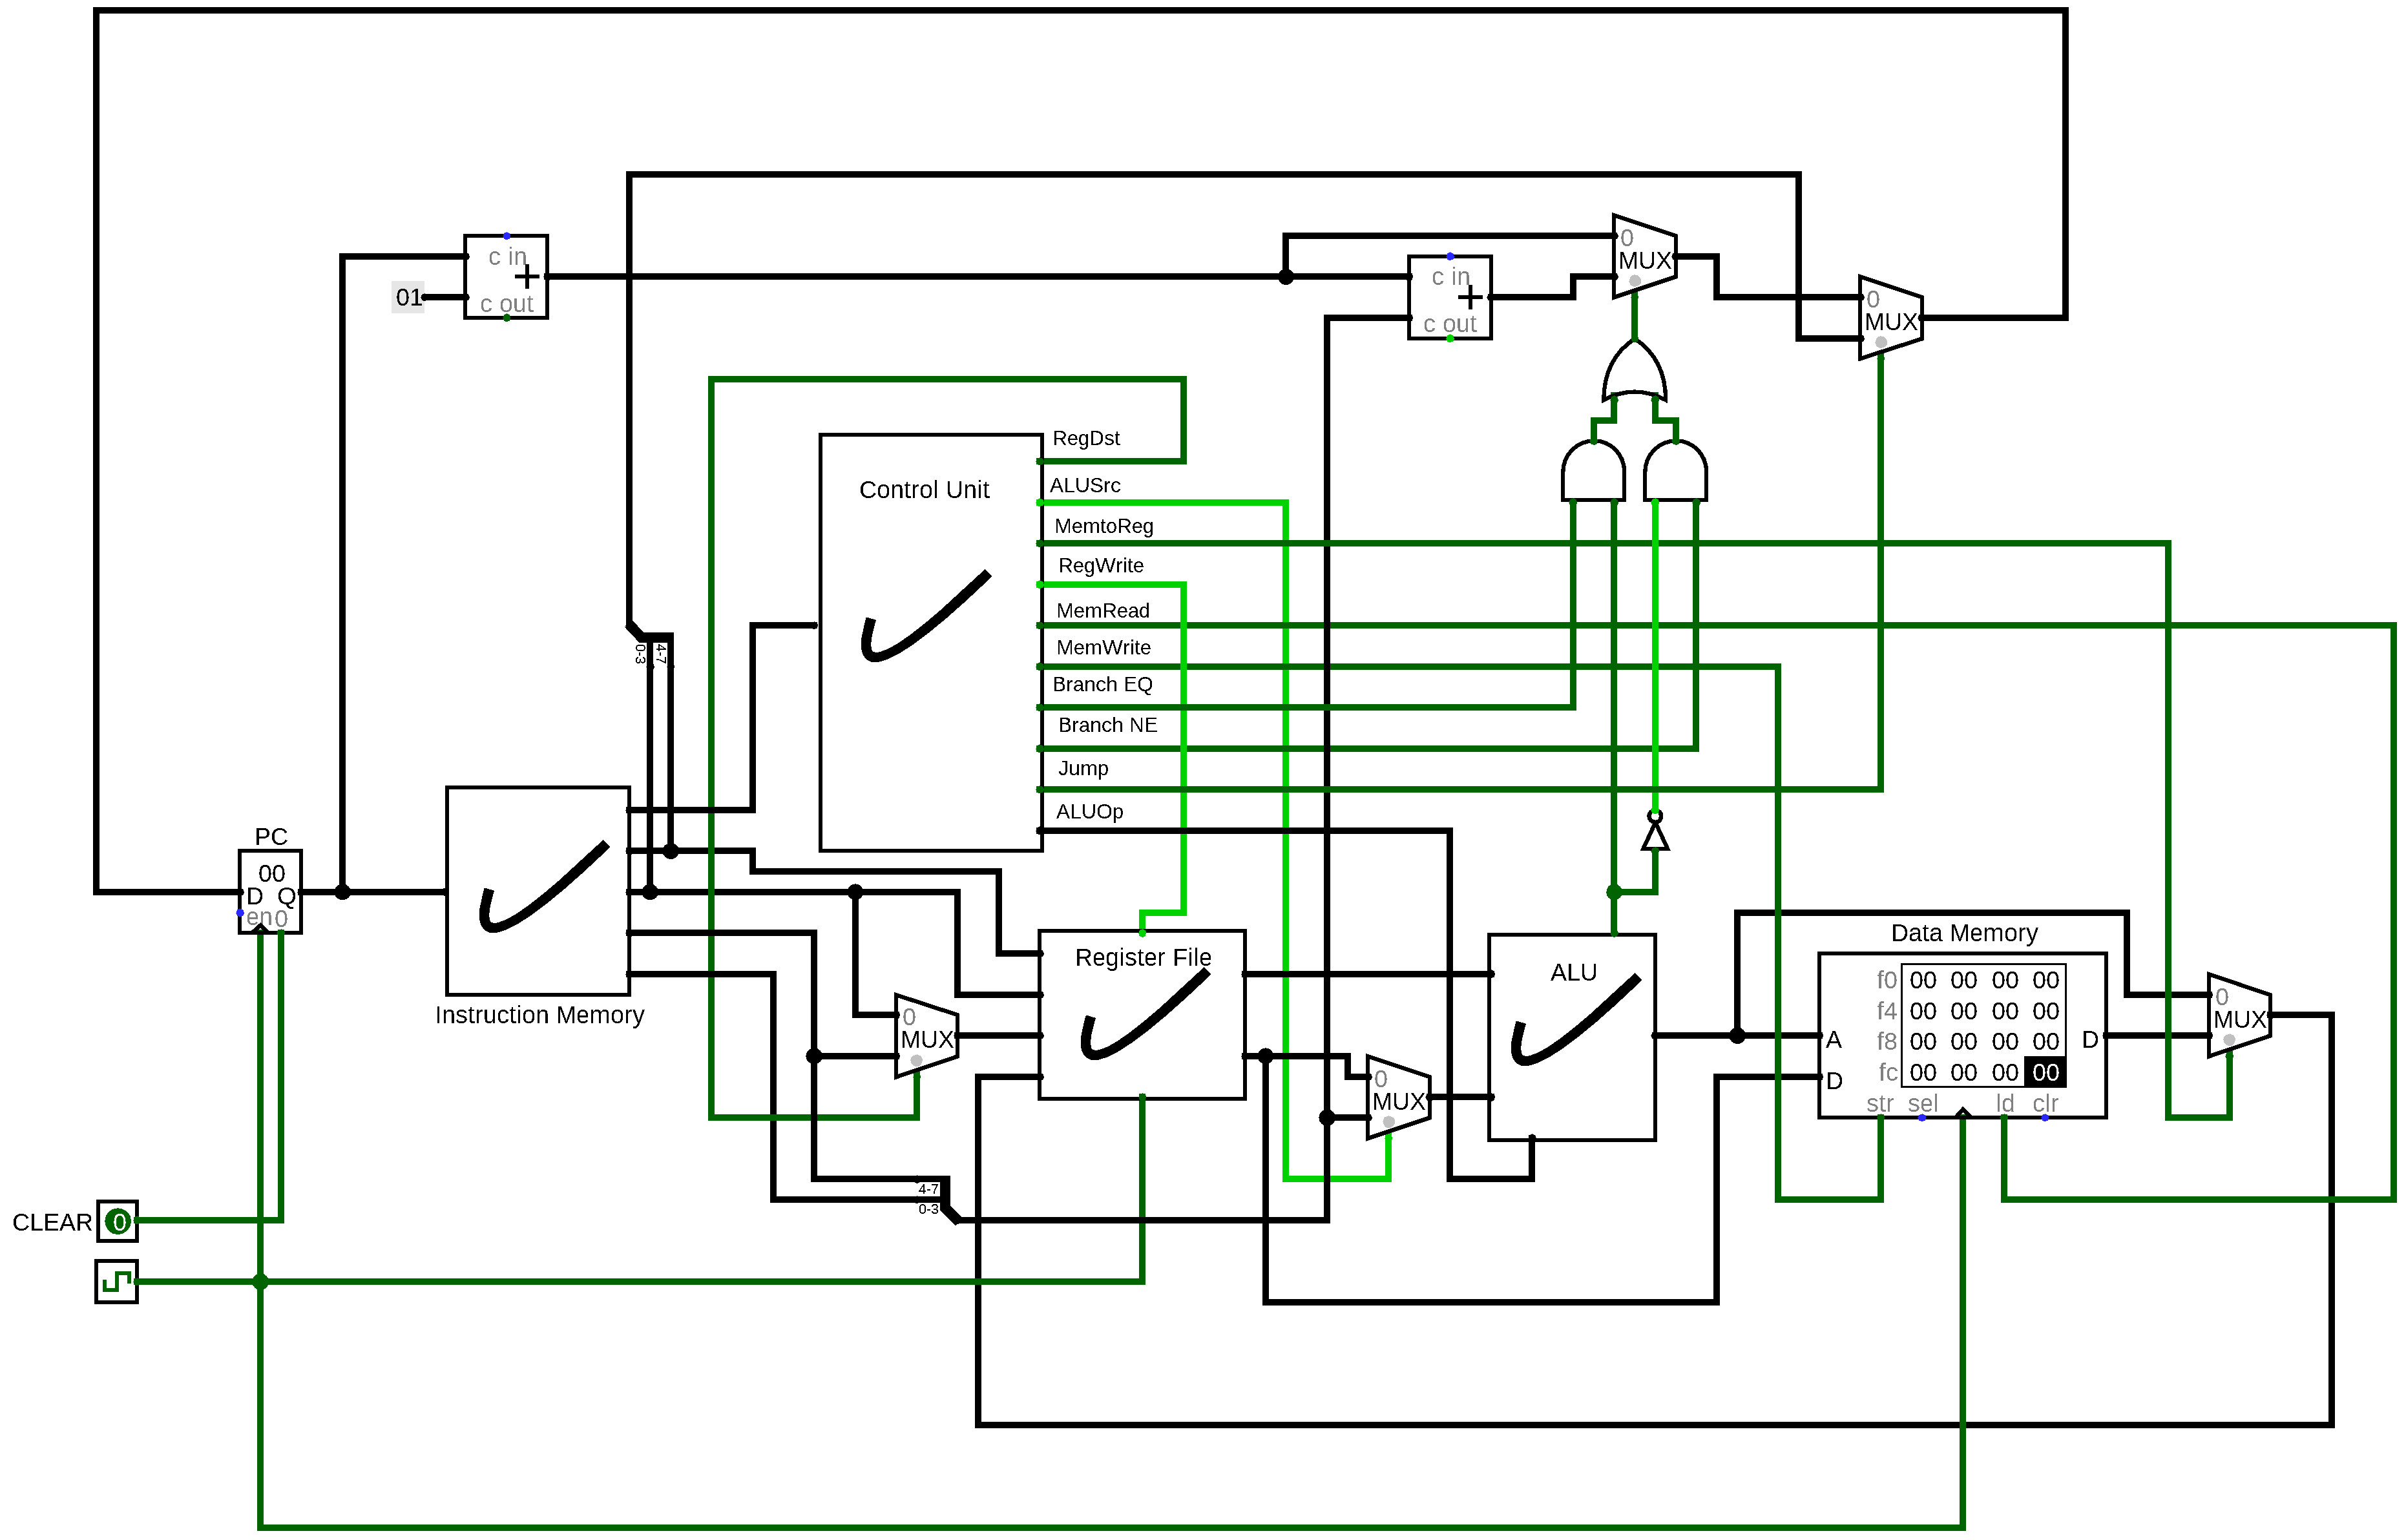 c in
c out
01
c in
c out
0
MUX
0
MUX
RegDst
Control Unit
ALUSrc
MemtoReg
RegWrite
MemRead
MemWrite
0-3
4-7
Branch EQ
Branch NE
Jump
ALUOp
PC
00
D Q
en 0
Instruction Memory
Register File
0
MUX
ALU
0
MUX
Data Memory
f0 00 00 00 00
f4 00 00 00 00
f8 00 00 00 00
fc 00 00 00 00
A
D
D
str sel ld clr
0
MUX
4-7
0-3
CLEAR 0